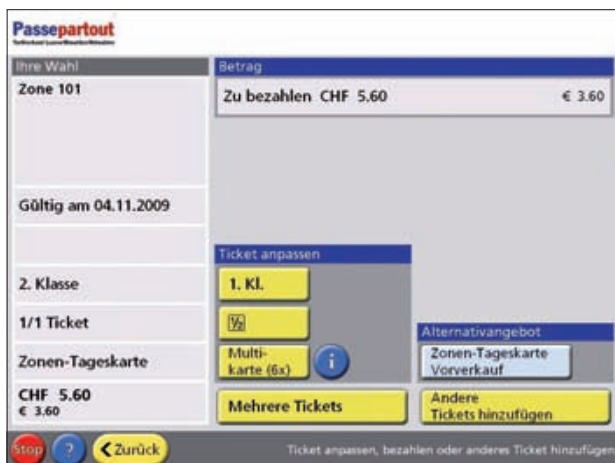 Passepartout
Ihre Wahl
Zone 101
Gültig am 04.11.2009
2. Klasse
1/1 Ticket
Zonen-Tageskarte
CHF 5.60
€ 3.60
Betrag
Zu bezahlen CHF 5.60 € 3.60
Ticket anpassen
1. Kl.
1/2
Multi-
karte (6x)
i
Mehrere Tickets
Alternativangebot
Zonen-Tageskarte
Vorverkauf
Andere
Tickets hinzufügen
Stop ? Zurück
Ticket anpassen, bezahlen oder anderes Ticket hinzufügen